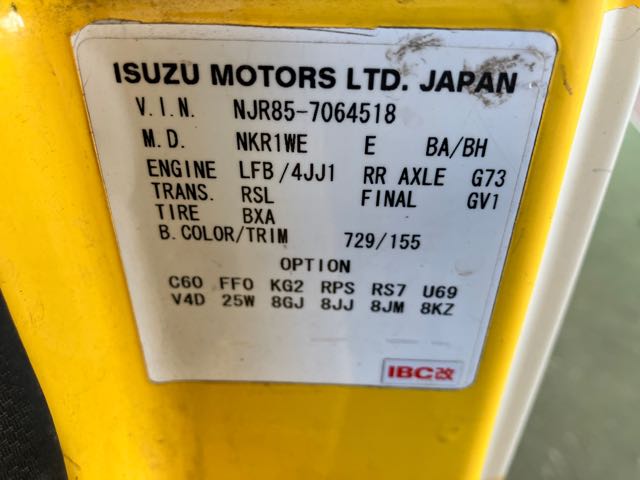 ISUZU MOTORS LTD. JAPAN
V.I.N. NJR85-7064518
M.D. NKR1WE E BA/BH
ENGINE LFB/4JJ1 RR AXLE G73
TRANS. RSL FINAL GV1
TIRE BXA
B.COLOR/TRIM 729/155
OPTION
C60 FF0 KG2 RPS RS7 U69
V4D 25W 8GJ 8JJ 8JM 8KZ
IBC改